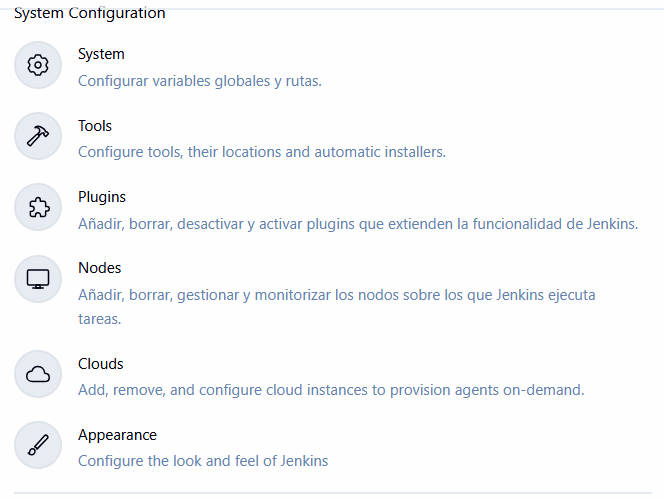 System Configuration
System
Configurar variables globales y rutas.
Tools
Configure tools, their locations and automatic installers.
Plugins
Añadir, borrar, desactivar y activar plugins que extienden la funcionalidad de Jenkins.
Nodes
Añadir, borrar, gestionar y monitorizar los nodos sobre los que Jenkins ejecuta
tareas.
Clouds
Add, remove, and configure cloud instances to provision agents on-demand.
Appearance
Configure the look and feel of Jenkins